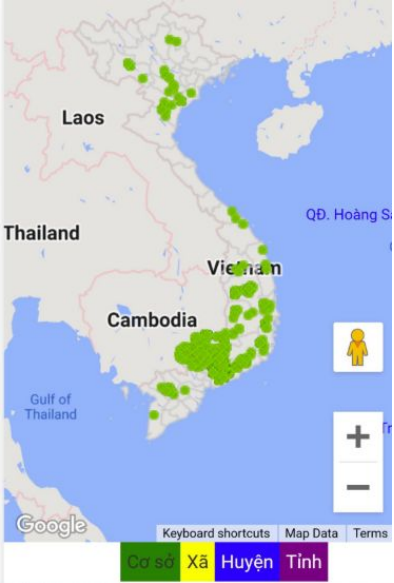 Laos
QĐ. Hoàng Sa
Thailand
Vietnam
Cambodia
Gulf of
Thailand
+
Tr
−
Google
Keyboard shortcuts Map Data Terms
Cơ sở Xã Huyện Tỉnh